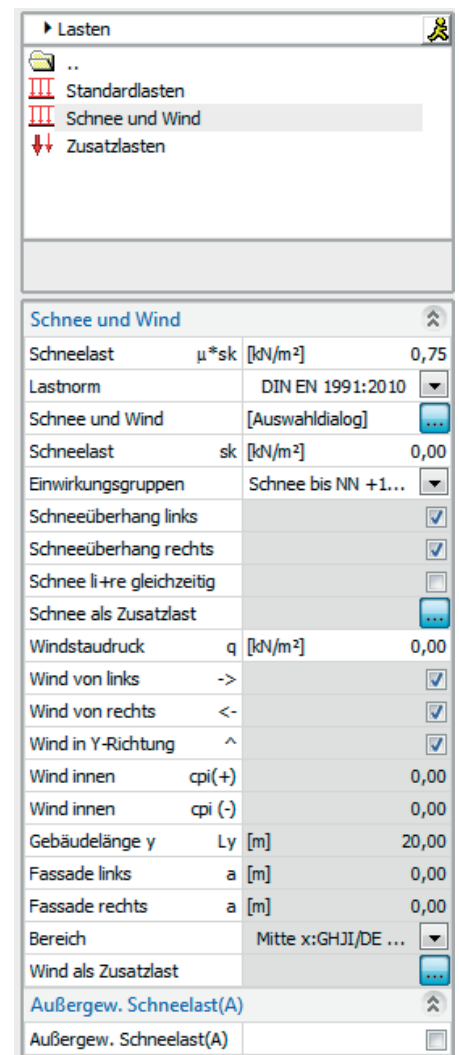 Lasten
..
Standardlasten
Schnee und Wind
Zusatzlasten
Schnee und Wind
Schneelast µ*sk [kN/m²] 0,75
Lastnorm DIN EN 1991:2010
Schnee und Wind [Auswahldialog] ...
Schneelast sk [kN/m²] 0,00
Einwirkungsgruppen Schnee bis NN +1...
Schneeüberhang links
Schneeüberhang rechts
Schnee li+re gleichzeitig
Schnee als Zusatzlast ...
Windstaudruck q [kN/m²] 0,00
Wind von links ->
Wind von rechts <-
Wind in Y-Richtung ^
Wind innen cpi(+) 0,00
Wind innen cpi (-) 0,00
Gebäudelänge y Ly [m] 20,00
Fassade links a [m] 0,00
Fassade rechts a [m] 0,00
Bereich Mitte x:GHJI/DE ...
Wind als Zusatzlast ...
Außergew. Schneelast(A)
Außergew. Schneelast(A)